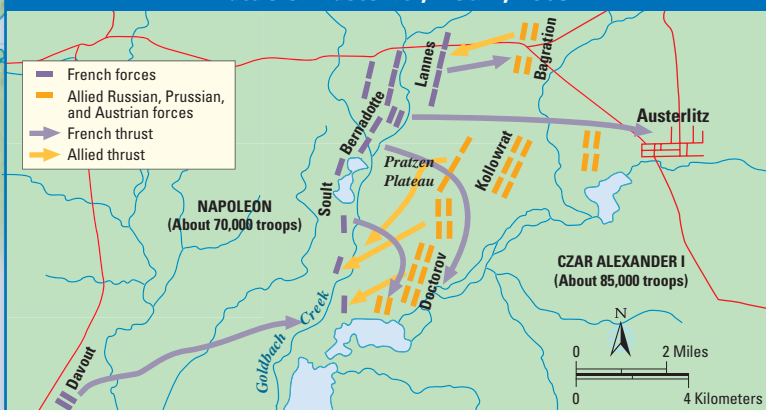 French forces
Allied Russian, Prussian,
and Austrian forces
French thrust
Allied thrust
Lannes
Bagration
Bernadotte
Austerlitz
Pratzen
Plateau
Kollowrat
Soult
NAPOLEON
(About 70,000 troops)
CZAR ALEXANDER I
(About 85,000 troops)
Doctorov
Goldbach Creek
Davout
N
0 2 Miles
0 4 Kilometers